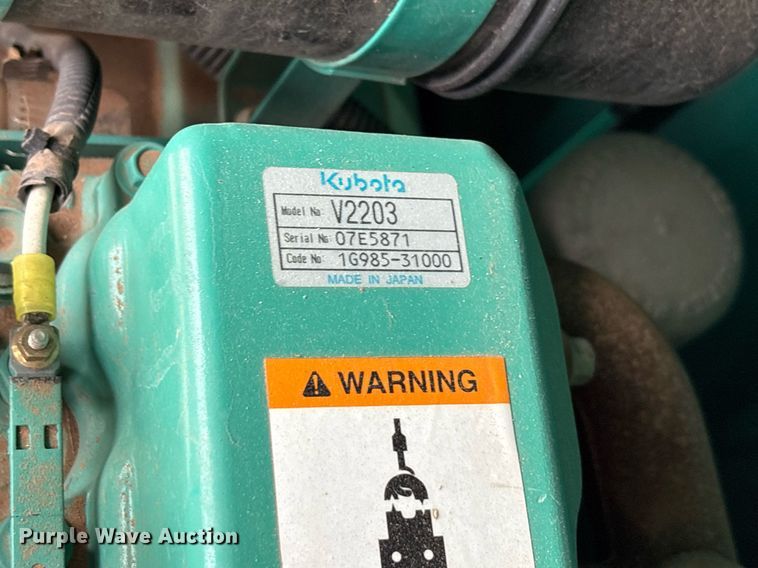 Kubota
Model No: V2203
Serial No: 07E5871
Code No: 1G985-31000
MADE IN JAPAN
WARNING
Purple Wave Auction